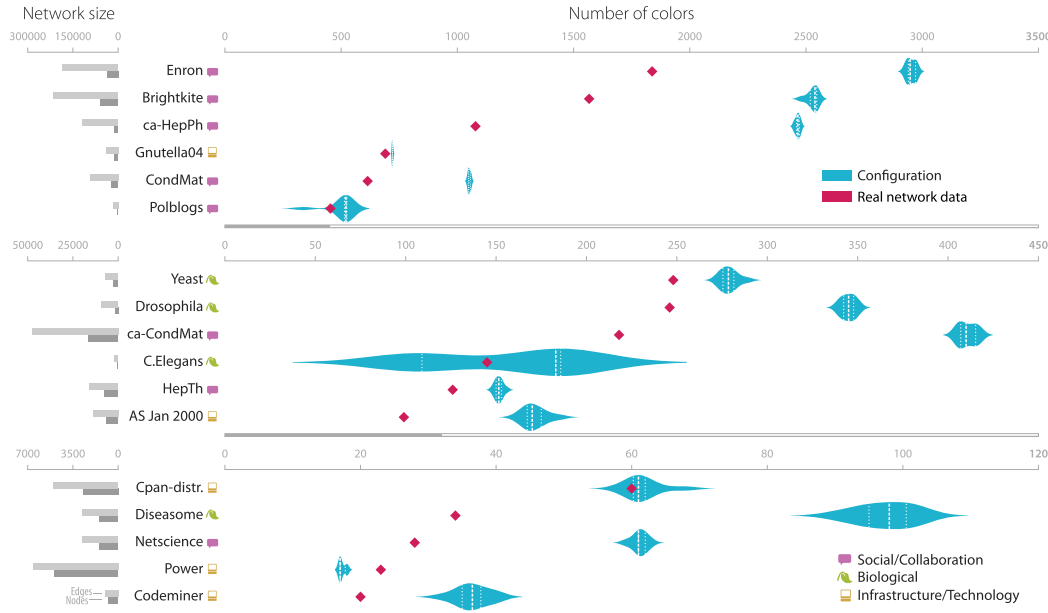 Network size Number of colors
300000 150000 0 0 500 1000 1500 2000 2500 3000 3500
Enron
Brightkite
ca-HepPh
Gnutella04
CondMat
Configuration
Polblogs
Real network data
50000 25000 0 0 50 100 150 200 250 300 350 400 450
Yeast
Drosophila
ca-CondMat
C.Elegans
HepTh
AS Jan 2000
7000 3500 0 0 20 40 60 80 100 120
Cpan-distr.
Diseasome
Netscience
Social/Collaboration
Power
Biological
Edges
Nodes
Codeminer
Infrastructure/Technology